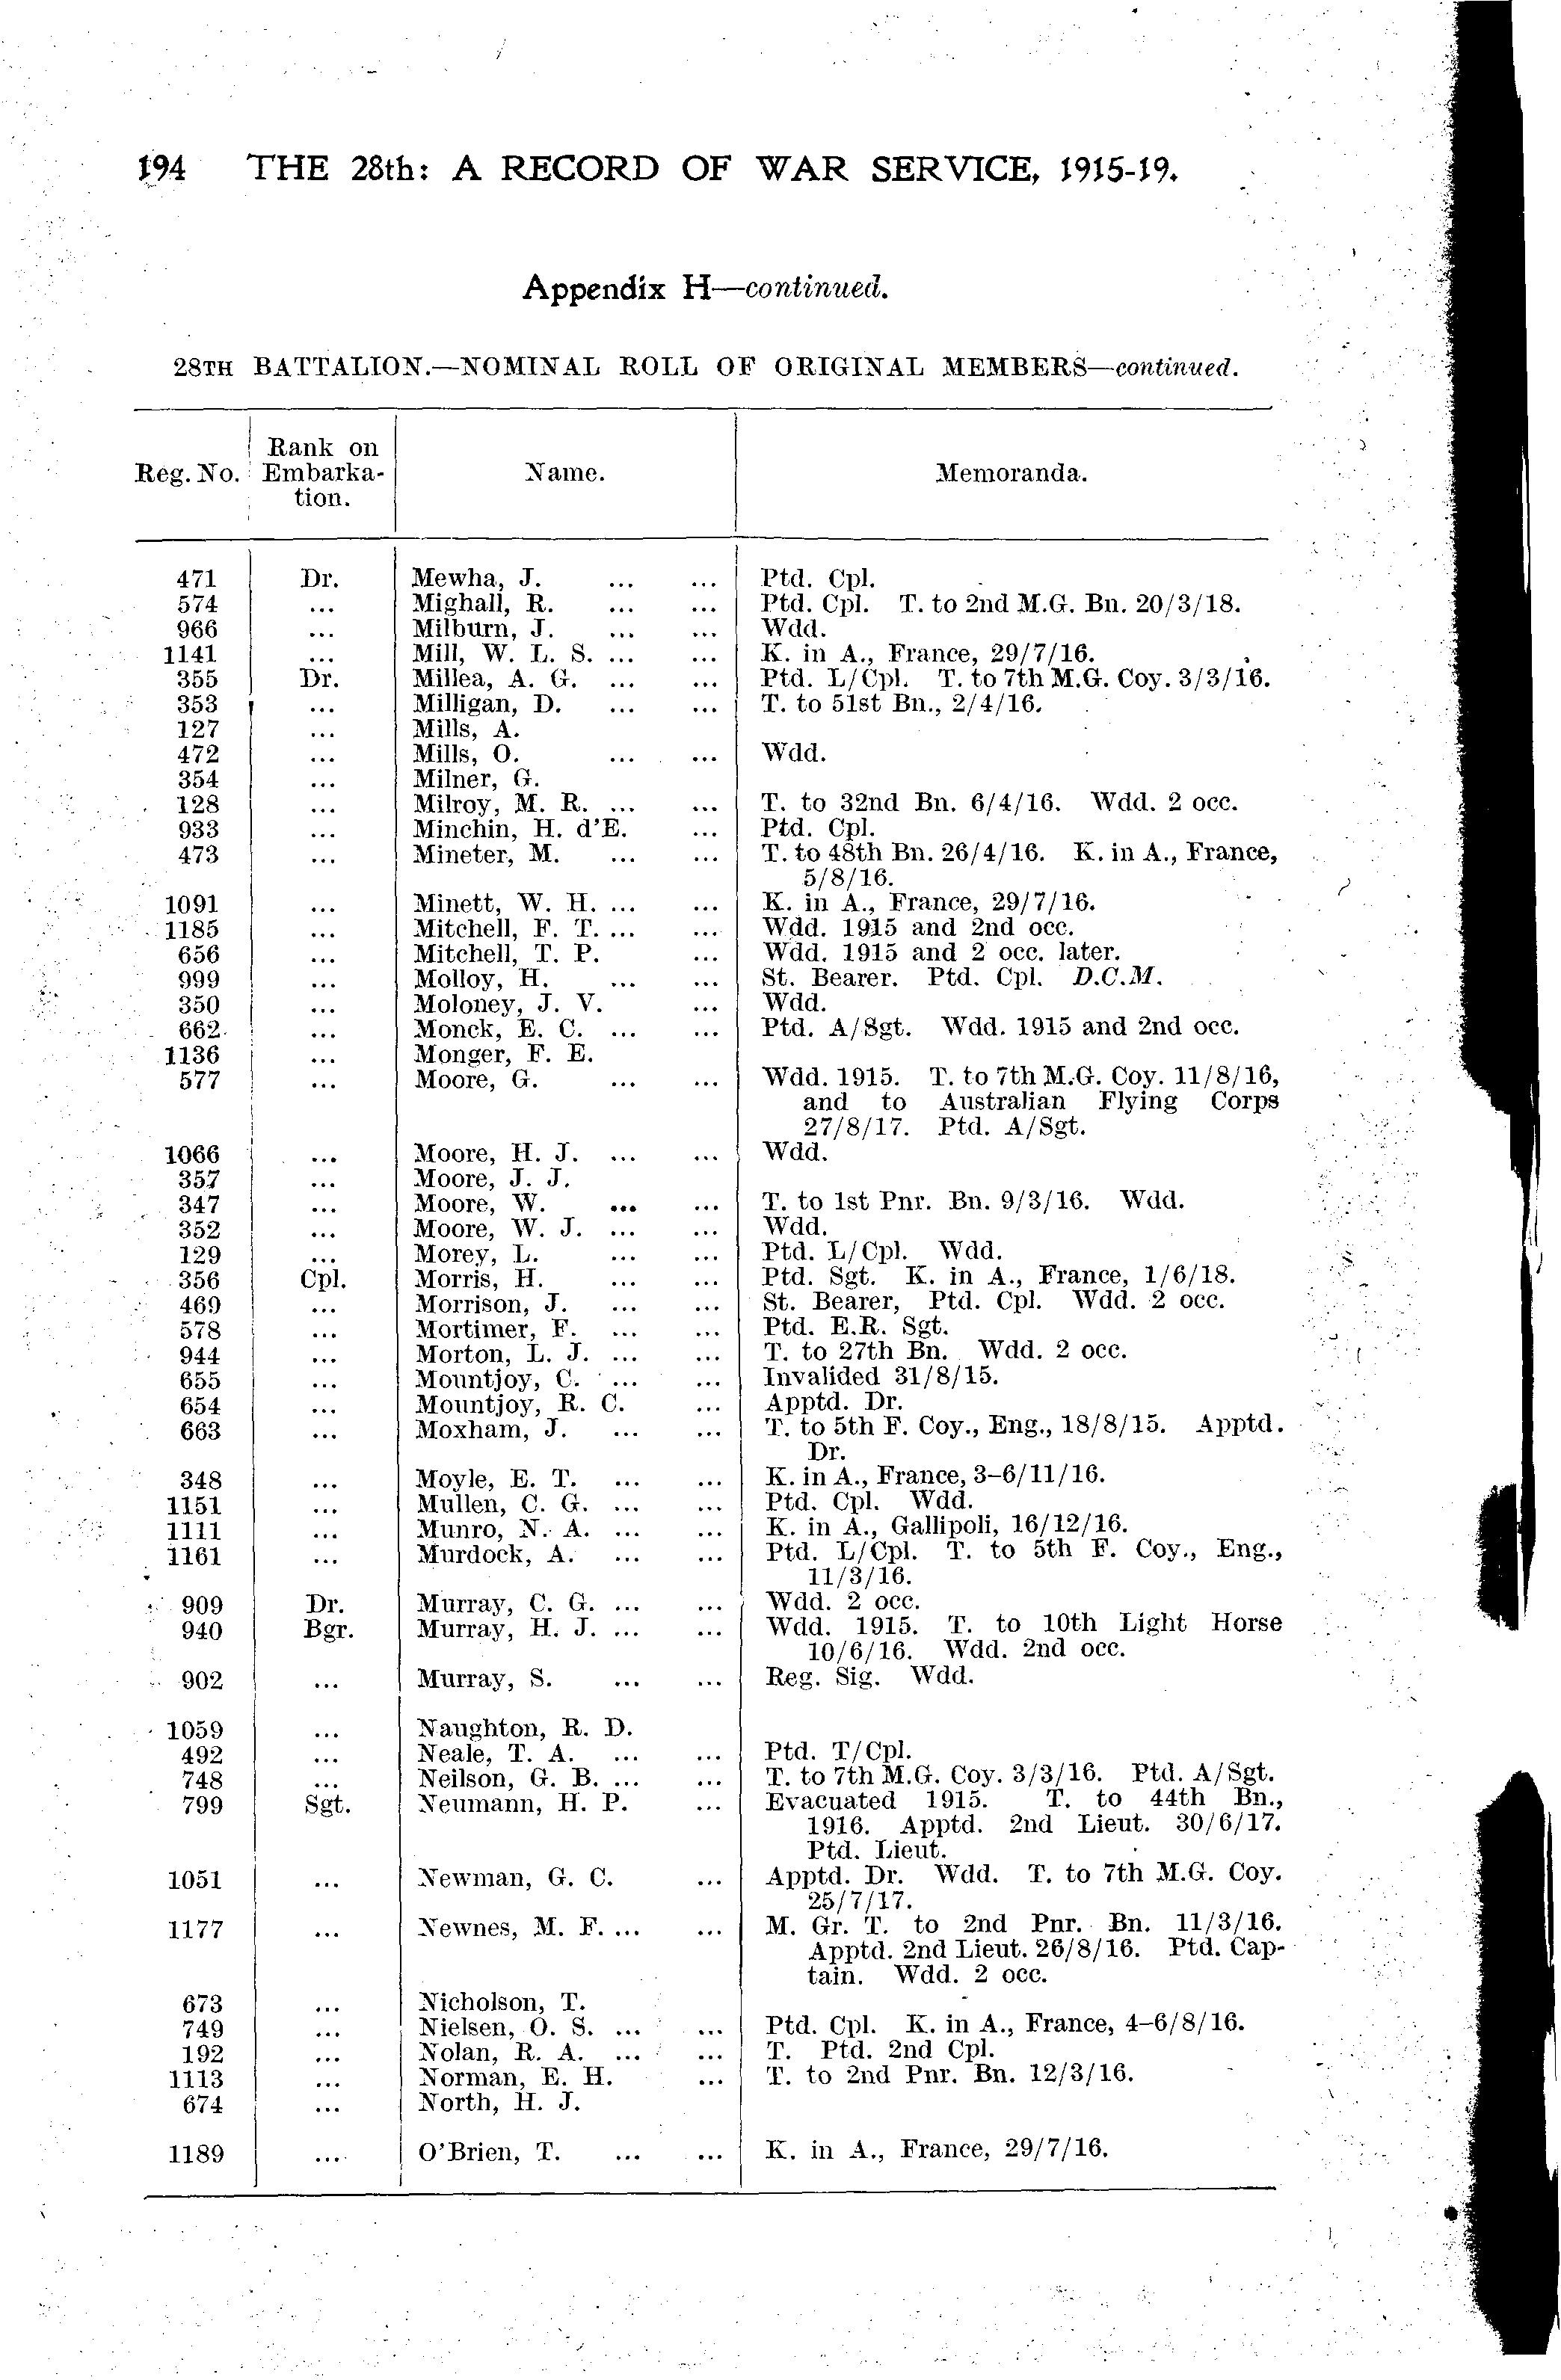 194 THE 28th: A RECORD OF WAR SERVICE, 1915-19.
Appendix H—continued.
28TH BATTALION.—NOMINAL ROLL OF ORIGINAL MEMBERS—continued.
Reg. No. Rank on Embarka-tion. Name. Memoranda.
471 Dr. Mewha, J. ... ... Ptd. Cpl.
574 ... Mighall, R. ... ... Ptd. Cpl. T. to 2nd M.G. Bn. 20/3/18.
966 ... Milburn, J. ... ... Wdd.
1141 ... Mill, W. L. S. ... ... K. in A., France, 29/7/16.
355 Dr. Millea, A. G. ... ... Ptd. L/Cpl. T. to 7th M.G. Coy. 3/3/16.
353 ... Milligan, D. ... ... T. to 51st Bn., 2/4/16.
127 ... Mills, A.
472 ... Mills, O. ... ... Wdd.
354 ... Milner, G.
128 ... Milroy, M. R. ... ... T. to 32nd Bn. 6/4/16. Wdd. 2 occ.
933 ... Minchin, H. d'E. ... Ptd. Cpl.
473 ... Mineter, M. ... ... T. to 48th Bn. 26/4/16. K. in A., France,
5/8/16.
1091 ... Minett, W. H. ... ... K. in A., France, 29/7/16.
1185 ... Mitchell, F. T. ... ... Wdd. 1915 and 2nd occ.
656 ... Mitchell, T. P. ... Wdd. 1915 and 2 occ. later.
999 ... Molloy, H. ... ... St. Bearer. Ptd. Cpl. D.C.M.
350 ... Moloney, J. V. ... Wdd.
662 ... Monck, E. C. ... ... Ptd. A/Sgt. Wdd. 1915 and 2nd occ.
1136 ... Monger, F. E.
577 ... Moore, G. ... ... Wdd. 1915. T. to 7th M.G. Coy. 11/8/16,
and to Australian Flying Corps
27/8/17. Ptd. A/Sgt.
1066 ... Moore, H. J. ... ... Wdd.
357 ... Moore, J. J.
347 ... Moore, W. ... ... T. to 1st Pnr. Bn. 9/3/16. Wdd.
352 ... Moore, W. J. ... ... Wdd.
129 ... Morey, L. ... ... Ptd. L/Cpl. Wdd.
356 Cpl. Morris, H. ... ... Ptd. Sgt. K. in A., France, 1/6/18.
469 ... Morrison, J. ... ... St. Bearer, Ptd. Cpl. Wdd. 2 occ.
578 ... Mortimer, F. ... ... Ptd. E.R. Sgt.
944 ... Morton, L. J. ... ... T. to 27th Bn. Wdd. 2 occ.
655 ... Mountjoy, C. ... ... Invalided 31/8/15.
654 ... Mountjoy, R. C. ... Apptd. Dr.
663 ... Moxham, J. ... ... T. to 5th F. Coy., Eng., 18/8/15. Apptd.
Dr.
348 ... Moyle, E. T. ... ... K. in A., France, 3-6/11/16.
1151 ... Mullen, C. G. ... ... Ptd. Cpl. Wdd.
1111 ... Munro, N. A. ... ... K. in A., Gallipoli, 16/12/16.
1161 ... Murdock, A. ... ... Ptd. L/Cpl. T. to 5th F. Coy., Eng.,
11/3/16.
909 Dr. Murray, C. G. ... ... Wdd. 2 occ.
940 Bgr. Murray, H. J. ... ... Wdd. 1915. T. to 10th Light Horse
10/6/16. Wdd. 2nd occ.
902 ... Murray, S. ... ... Reg. Sig. Wdd.
1059 ... Naughton, R. D.
492 ... Neale, T. A. ... ... Ptd. T/Cpl.
748 ... Neilson, G. B. ... ... T. to 7th M.G. Coy. 3/3/16. Ptd. A/Sgt.
799 Sgt. Neumann, H. P. ... Evacuated 1915. T. to 44th Bn.,
1916. Apptd. 2nd Lieut. 30/6/17.
Ptd. Lieut.
1051 ... Newman, G. C. ... Apptd. Dr. Wdd. T. to 7th M.G. Coy.
25/7/17.
1177 ... Newnes, M. F. ... ... M. Gr. T. to 2nd Pnr. Bn. 11/3/16.
Apptd. 2nd Lieut. 26/8/16. Ptd. Cap-
tain. Wdd. 2 occ.
673 ... Nicholson, T.
749 ... Nielsen, O. S. ... ... Ptd. Cpl. K. in A., France, 4-6/8/16.
192 ... Nolan, R. A. ... ... T. Ptd. 2nd Cpl.
1113 ... Norman, E. H. ... T. to 2nd Pnr. Bn. 12/3/16.
674 ... North, H. J.
1189 ... O'Brien, T. ... ... K. in A., France, 29/7/16.